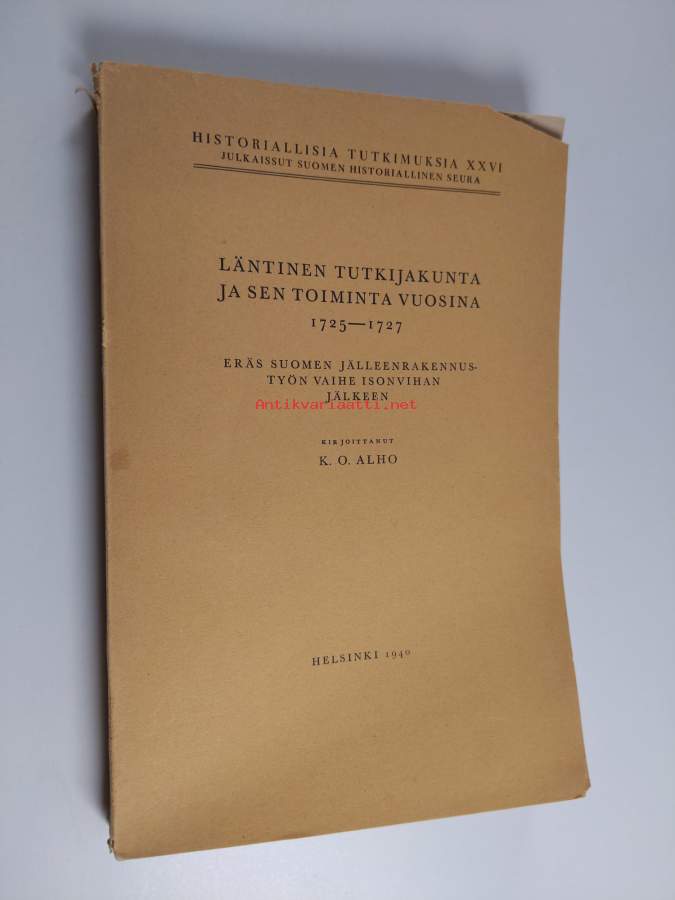 HISTORIALLISIA TUTKIMUKSIA XXVI
JULKAISSUT SUOMEN HISTORIALLINEN SEURA
LÄNTINEN TUTKIJAKUNTA
JA SEN TOIMINTA VUOSINA
1725—1727
ERÄS SUOMEN JÄLLEENRAKENNUS-
TYÖN VAIHE ISONVIHAN
JÄLKEEN
Antikvariaatti.net
KIRJOITTANUT
K. O. ALHO
HELSINKI 1940